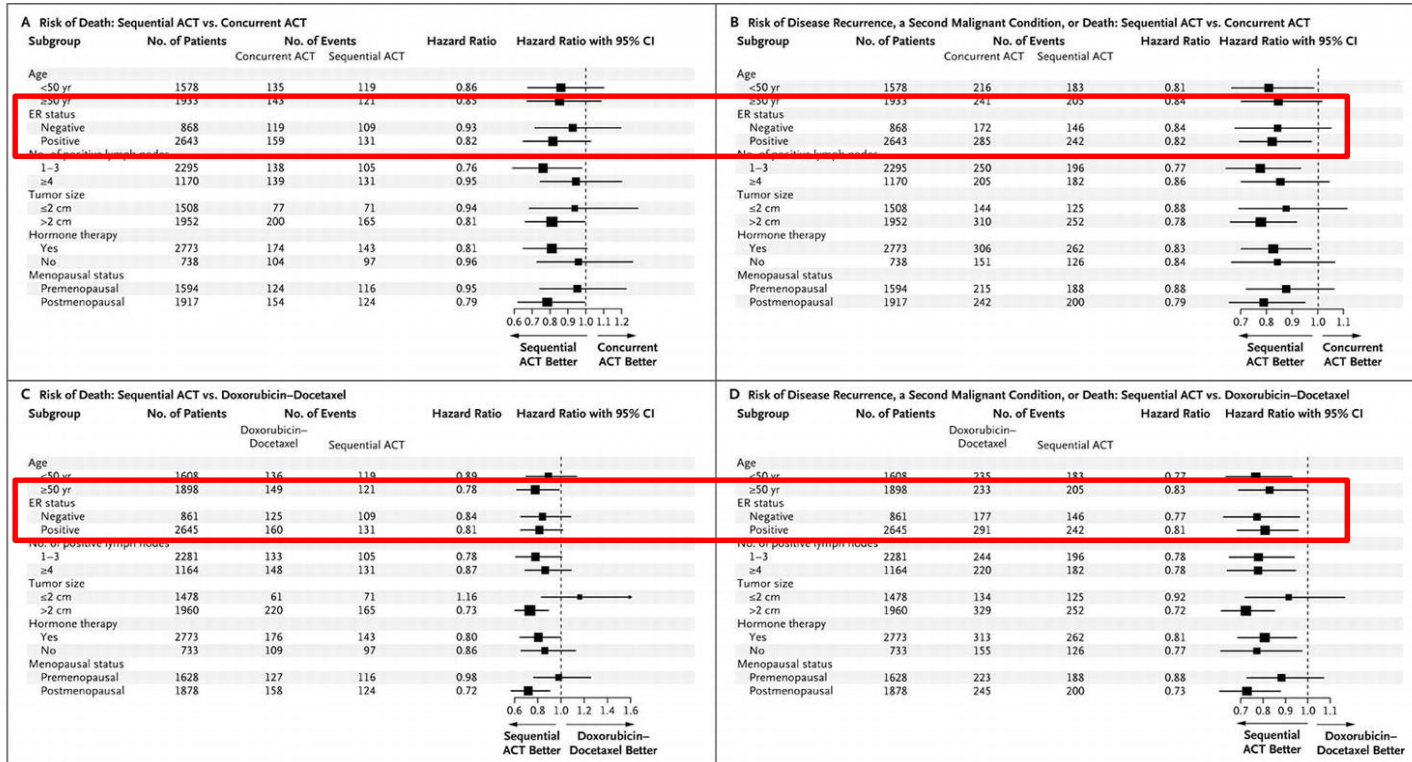 A Risk of Death: Sequential ACT vs. Concurrent ACT
Subgroup No. of Patients No. of Events Hazard Ratio Hazard Ratio with 95% CI
Concurrent ACT Sequential ACT
Age
<50 yr 1578 135 119 0.86
≥50 yr 1933 143 121 0.85
ER status
Negative 868 119 109 0.93
Positive 2643 159 131 0.82
No. of positive lymph nodes
1–3 2295 138 105 0.76
≥4 1170 139 131 0.95
Tumor size
≤2 cm 1508 77 71 0.94
>2 cm 1952 200 165 0.81
Hormone therapy
Yes 2773 174 143 0.81
No 738 104 97 0.96
Menopausal status
Premenopausal 1594 124 116 0.95
Postmenopausal 1917 154 124 0.79
0.6 0.7 0.8 0.9 1.0 1.1 1.2
Sequential ACT Better
Concurrent ACT Better
B Risk of Disease Recurrence, a Second Malignant Condition, or Death: Sequential ACT vs. Concurrent ACT
Subgroup No. of Patients No. of Events Hazard Ratio Hazard Ratio with 95% CI
Concurrent ACT Sequential ACT
Age
<50 yr 1578 216 183 0.81
≥50 yr 1933 241 205 0.84
ER status
Negative 868 172 146 0.84
Positive 2643 285 242 0.82
No. of positive lymph nodes
1–3 2295 250 196 0.77
≥4 1170 205 182 0.86
Tumor size
≤2 cm 1508 144 125 0.88
>2 cm 1952 310 252 0.78
Hormone therapy
Yes 2773 306 262 0.83
No 738 151 126 0.84
Menopausal status
Premenopausal 1594 215 188 0.88
Postmenopausal 1917 242 200 0.79
0.7 0.8 0.9 1.0 1.1
Sequential ACT Better
Concurrent ACT Better
C Risk of Death: Sequential ACT vs. Doxorubicin–Docetaxel
Subgroup No. of Patients No. of Events Hazard Ratio Hazard Ratio with 95% CI
Doxorubicin–Docetaxel Sequential ACT
Age
<50 yr 1608 136 119 0.89
≥50 yr 1898 149 121 0.78
ER status
Negative 861 125 109 0.84
Positive 2645 160 131 0.81
No. of positive lymph nodes
1–3 2281 133 105 0.78
≥4 1164 148 131 0.87
Tumor size
≤2 cm 1478 61 71 1.16
>2 cm 1960 220 165 0.73
Hormone therapy
Yes 2773 176 143 0.80
No 733 109 97 0.86
Menopausal status
Premenopausal 1628 127 116 0.98
Postmenopausal 1878 158 124 0.72
0.6 0.8 1.0 1.2 1.4 1.6
Sequential ACT Better
Doxorubicin–Docetaxel Better
D Risk of Disease Recurrence, a Second Malignant Condition, or Death: Sequential ACT vs. Doxorubicin–Docetaxel
Subgroup No. of Patients No. of Events Hazard Ratio Hazard Ratio with 95% CI
Doxorubicin–Docetaxel Sequential ACT
Age
<50 yr 1608 235 183 0.77
≥50 yr 1898 233 205 0.83
ER status
Negative 861 177 146 0.77
Positive 2645 291 242 0.81
No. of positive lymph nodes
1–3 2281 244 196 0.78
≥4 1164 220 182 0.78
Tumor size
≤2 cm 1478 134 125 0.92
>2 cm 1960 329 252 0.72
Hormone therapy
Yes 2773 313 262 0.81
No 733 155 126 0.77
Menopausal status
Premenopausal 1628 223 188 0.88
Postmenopausal 1878 245 200 0.73
0.7 0.8 0.9 1.0 1.1
Sequential ACT Better
Doxorubicin–Docetaxel Better